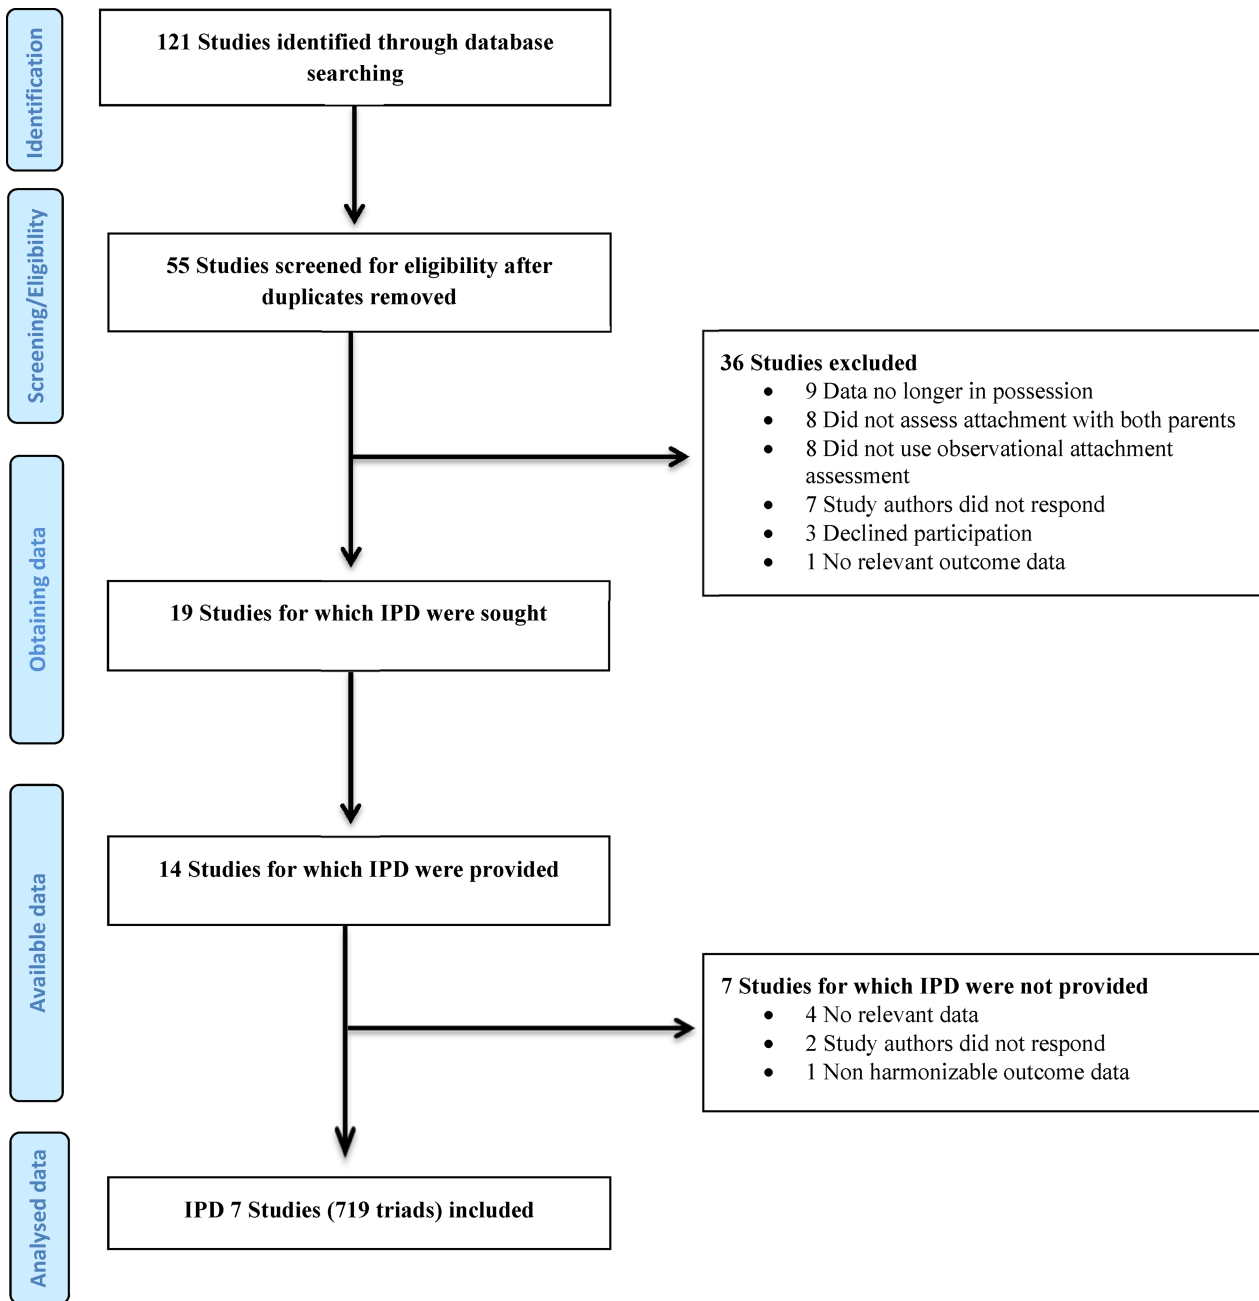 Identification
121 Studies identified through database
searching
Screening/Eligibility
55 Studies screened for eligibility after
duplicates removed
36 Studies excluded
• 9 Data no longer in possession
• 8 Did not assess attachment with both parents
• 8 Did not use observational attachment
assessment
• 7 Study authors did not respond
• 3 Declined participation
• 1 No relevant outcome data
Obtaining data
19 Studies for which IPD were sought
Available data
14 Studies for which IPD were provided
7 Studies for which IPD were not provided
• 4 No relevant data
• 2 Study authors did not respond
• 1 Non harmonizable outcome data
Analysed data
IPD 7 Studies (719 triads) included